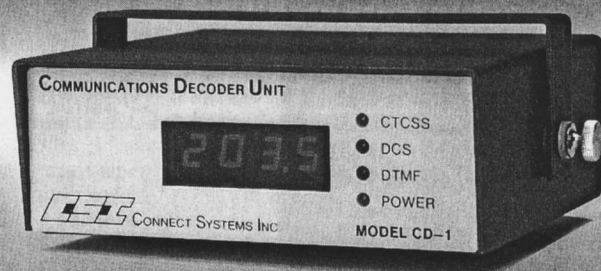 COMMUNICATIONS DECODER UNIT
203.5
CTCSS
DCS
DTMF
POWER
CSI CONNECT SYSTEMS INC
MODEL CD-1